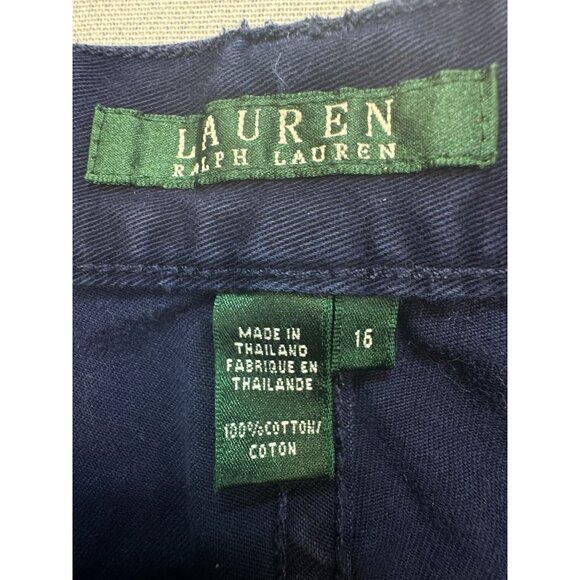 LAUREN
RALPH LAUREN
MADE IN
THAILAND
FABRIQUE EN
THAILANDE
100%COTTON/
COTON
16